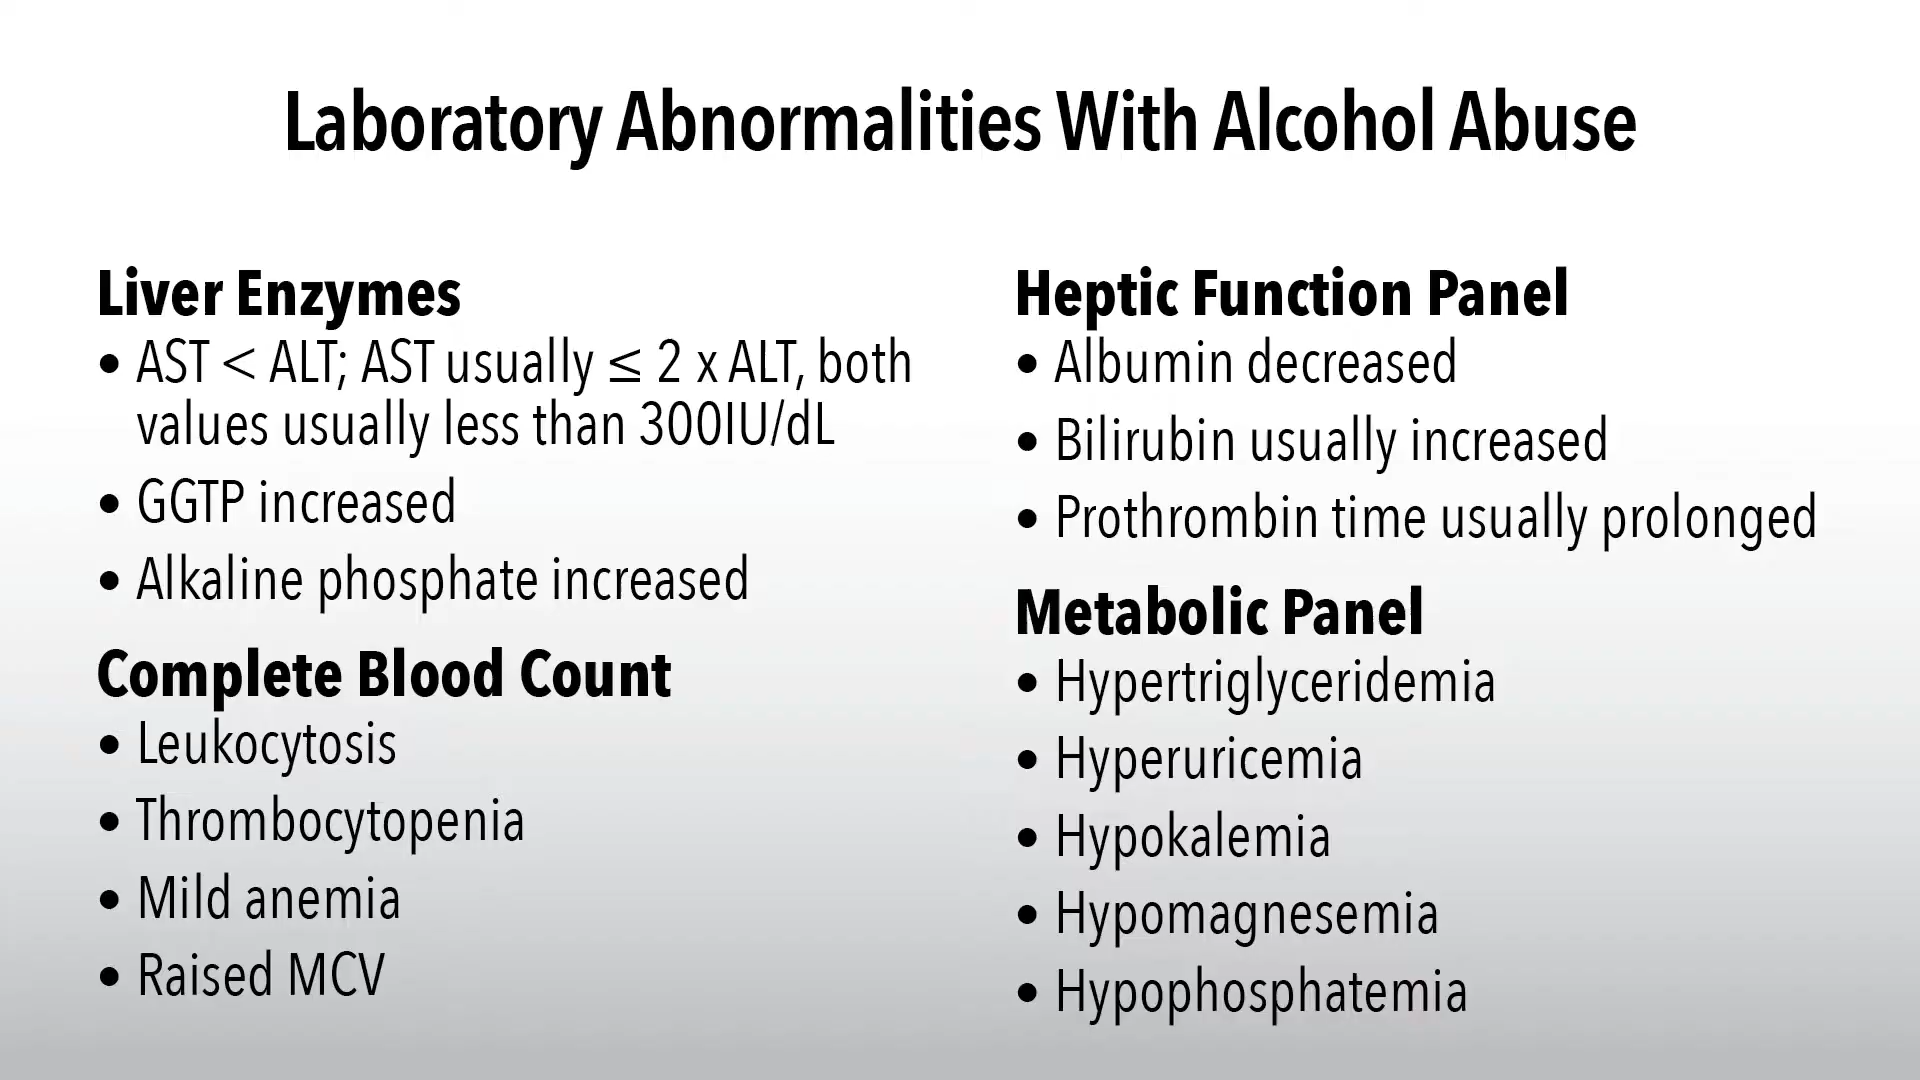 Laboratory Abnormalities With Alcohol Abuse
Liver Enzymes
• AST < ALT; AST usually ≤ 2 x ALT, both
values usually less than 300IU/dL
• GGTP increased
• Alkaline phosphate increased
Complete Blood Count
• Leukocytosis
• Thrombocytopenia
• Mild anemia
• Raised MCV
Heptic Function Panel
• Albumin decreased
• Bilirubin usually increased
• Prothrombin time usually prolonged
Metabolic Panel
• Hypertriglyceridemia
• Hyperuricemia
• Hypokalemia
• Hypomagnesemia
• Hypophosphatemia